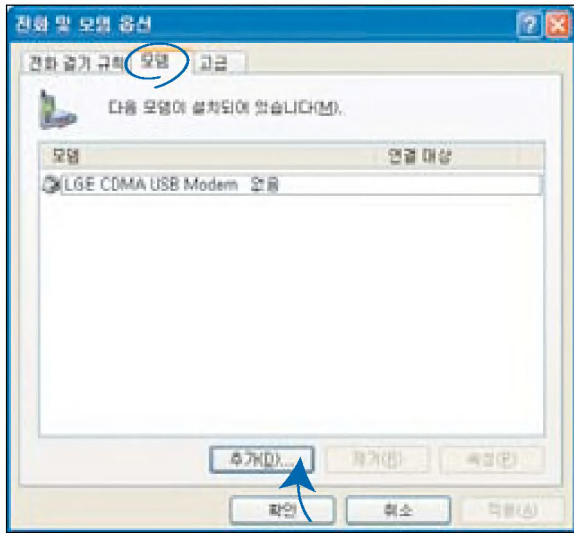 전화 및 모뎀 옵션
전화 걸기 규칙 모뎀 고급
다음 모뎀이 설치되어 있습니다(M).
모뎀 연결 대상
LGE CDMA USB Modem 없음
추가(D)... 제거(R) 속성(P)
확인 취소 적용(A)